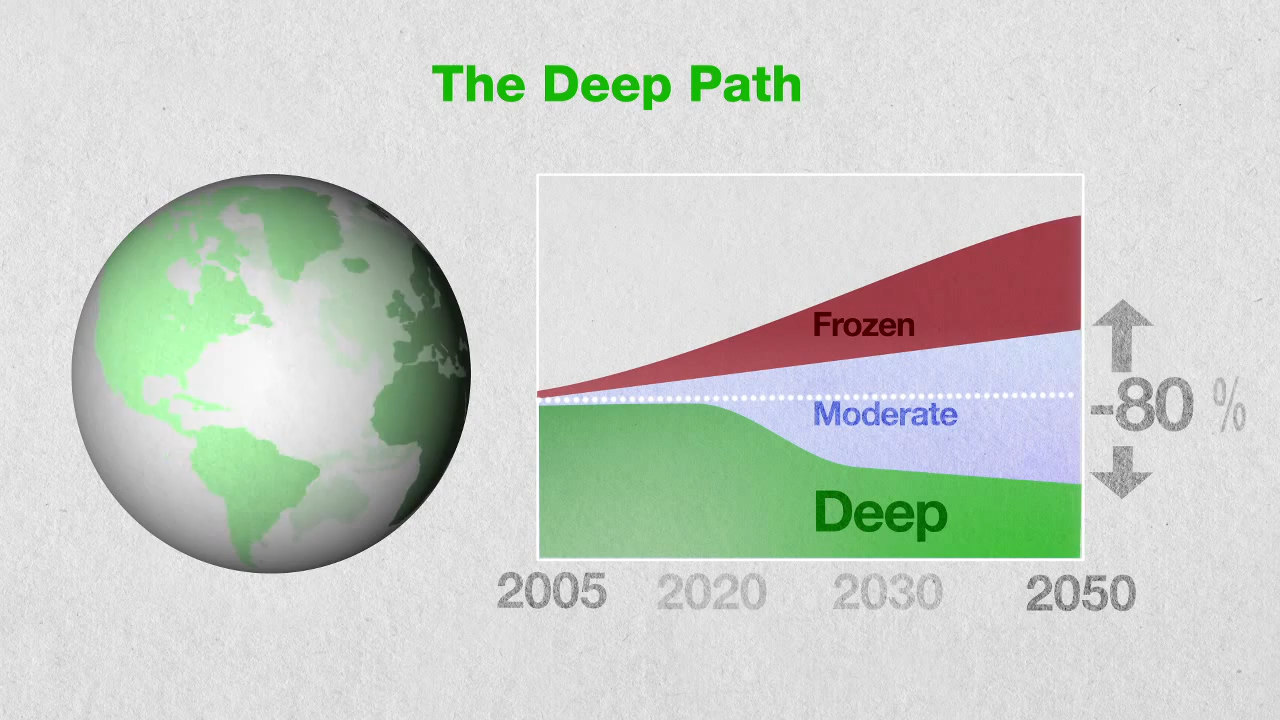 The Deep Path
Frozen
Moderate
Deep
-80 %
2005 2020 2030 2050